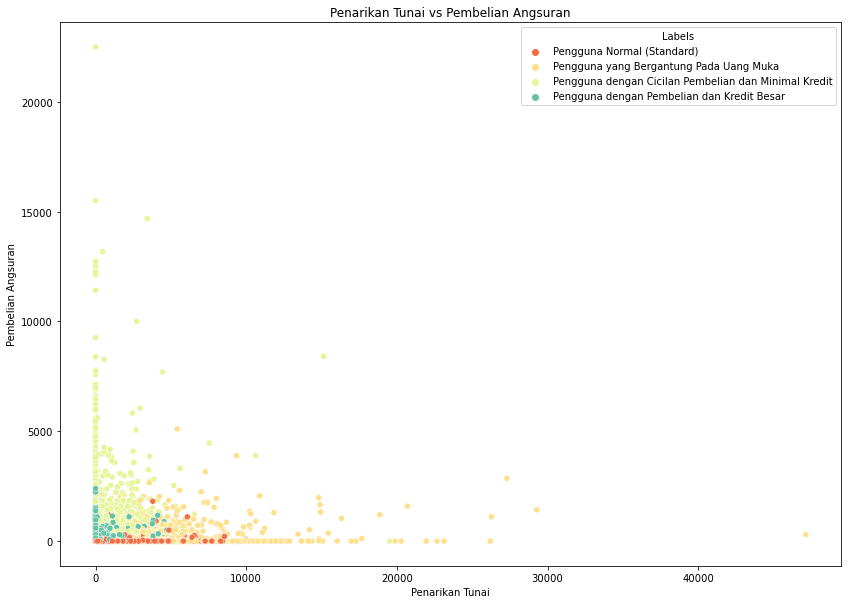 Penarikan Tunai vs Pembelian Angsuran
Labels
Pengguna Normal (Standard)
Pengguna yang Bergantung Pada Uang Muka
Pengguna dengan Cicilan Pembelian dan Minimal Kredit
Pengguna dengan Pembelian dan Kredit Besar
20000
15000
10000
5000
0
Pembelian Angsuran
0 10000 20000 30000 40000
Penarikan Tunai